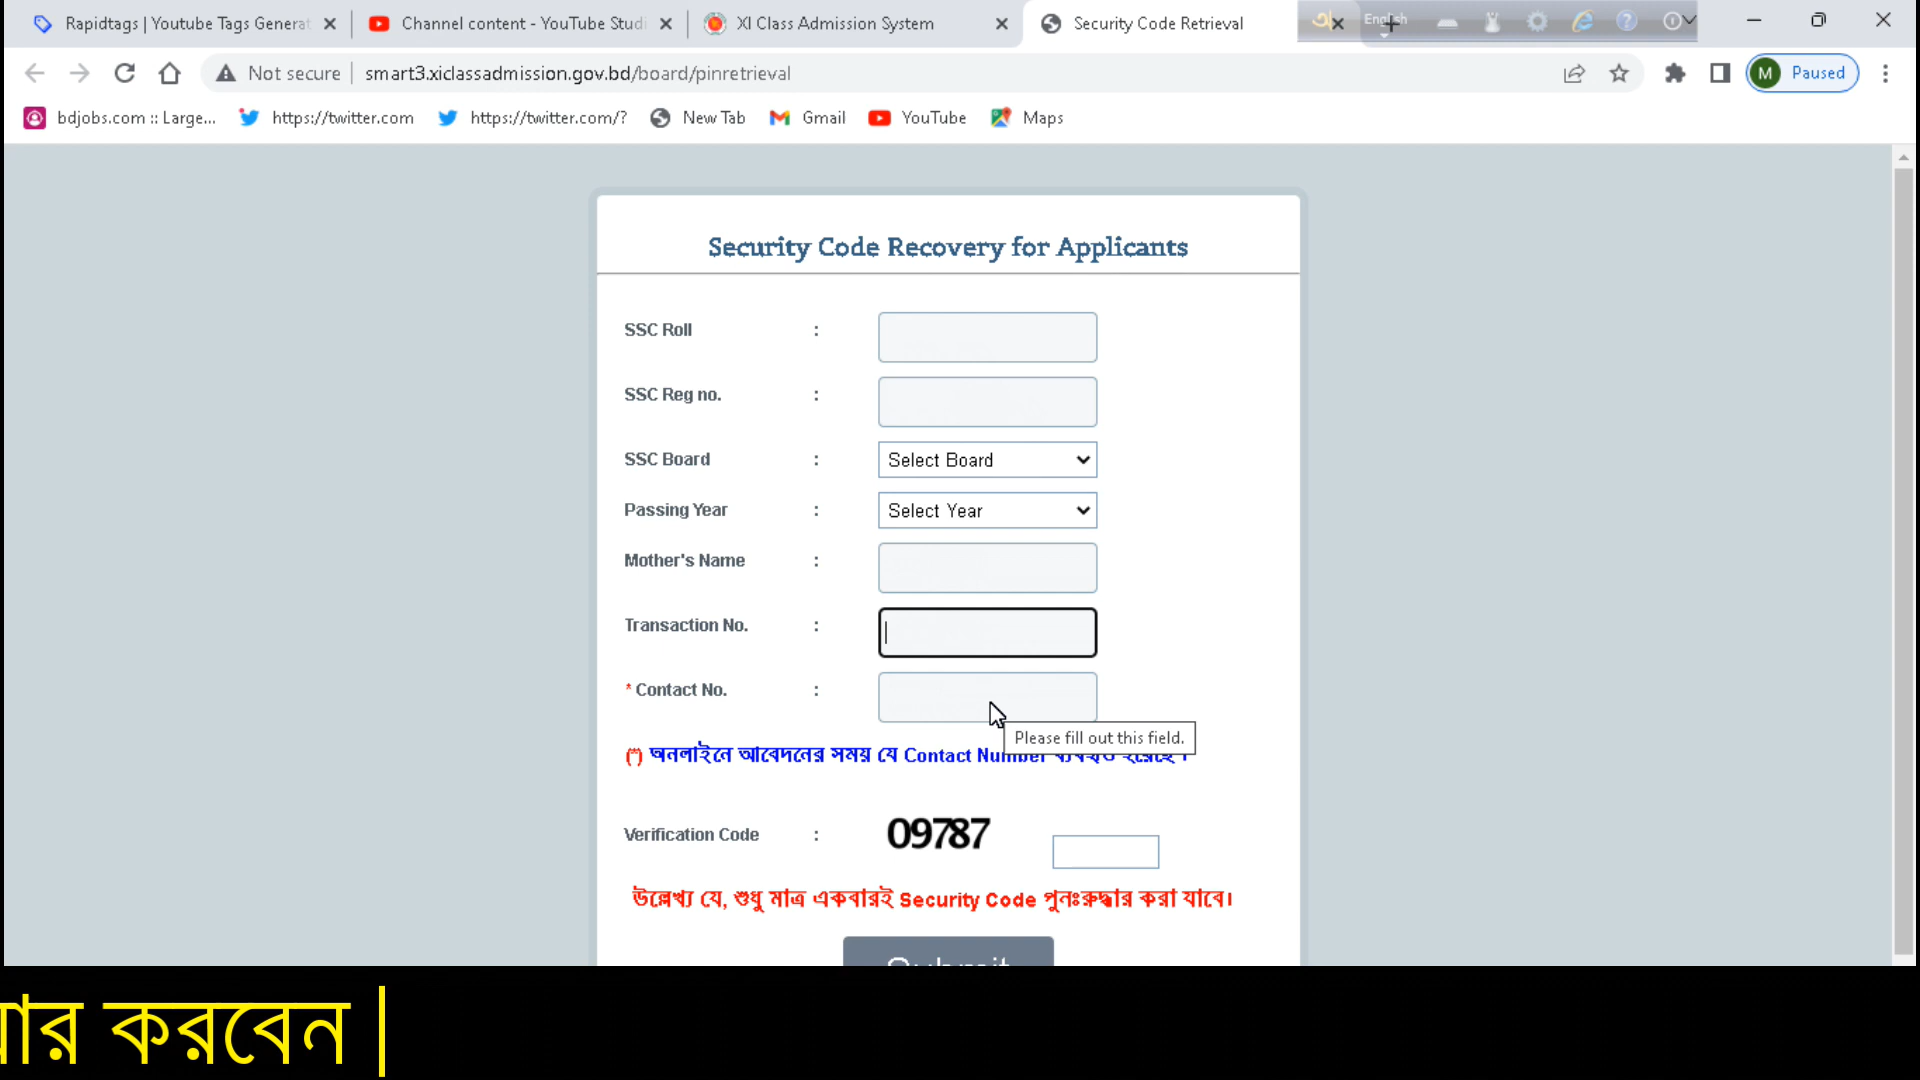 Rapidtags | Youtube Tags Generat
Channel content - YouTube Studi
XI Class Admission System
Security Code Retrieval
English
Not secure
smart3.xiclassadmission.gov.bd/board/pinretrieval
M Paused
bdjobs.com :: Large...
https://twitter.com
https://twitter.com/?
New Tab
Gmail
YouTube
Maps
Security Code Recovery for Applicants
SSC Roll :
SSC Reg no. :
SSC Board : Select Board
Passing Year : Select Year
Mother's Name :
Transaction No. :
* Contact No. :
Please fill out this field.
(*) অনলাইনে আবেদনের সময় যে Contact Number
Verification Code : 09787
উল্লেখ্য যে, শুধু মাত্র একবারই Security Code পুনঃরুদ্ধার করা যাবে।
Submit
করবেন |